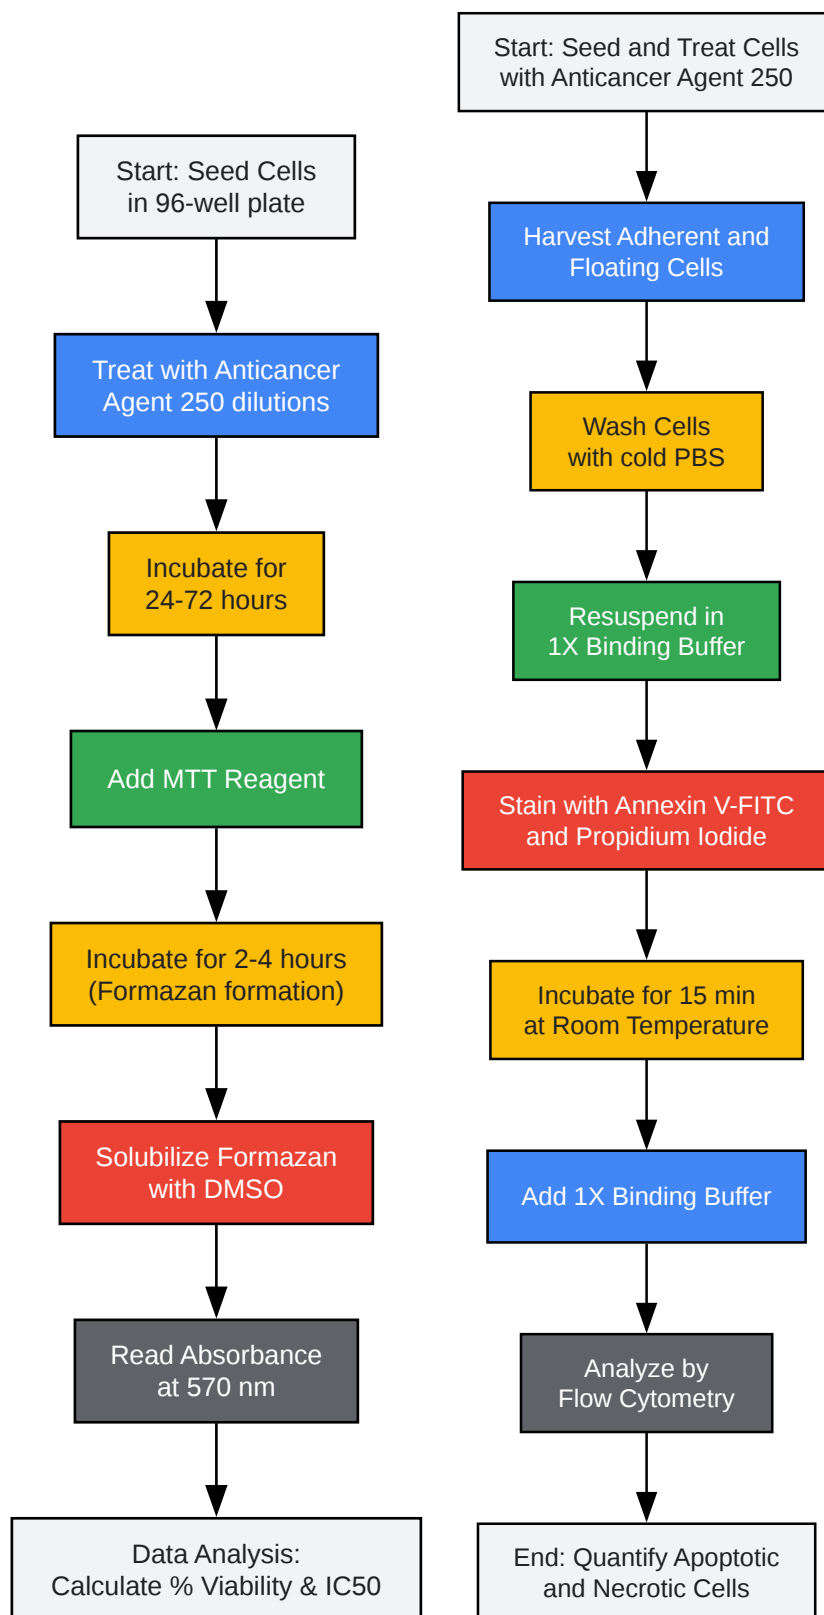 Start: Seed Cells
in 96-well plate
Treat with Anticancer
Agent 250 dilutions
Incubate for
24-72 hours
Add MTT Reagent
Incubate for 2-4 hours
(Formazan formation)
Solubilize Formazan
with DMSO
Read Absorbance
at 570 nm
Data Analysis:
Calculate % Viability & IC50
Start: Seed and Treat Cells
with Anticancer Agent 250
Harvest Adherent and
Floating Cells
Wash Cells
with cold PBS
Resuspend in
1X Binding Buffer
Stain with Annexin V-FITC
and Propidium Iodide
Incubate for 15 min
at Room Temperature
Add 1X Binding Buffer
Analyze by
Flow Cytometry
End: Quantify Apoptotic
and Necrotic Cells